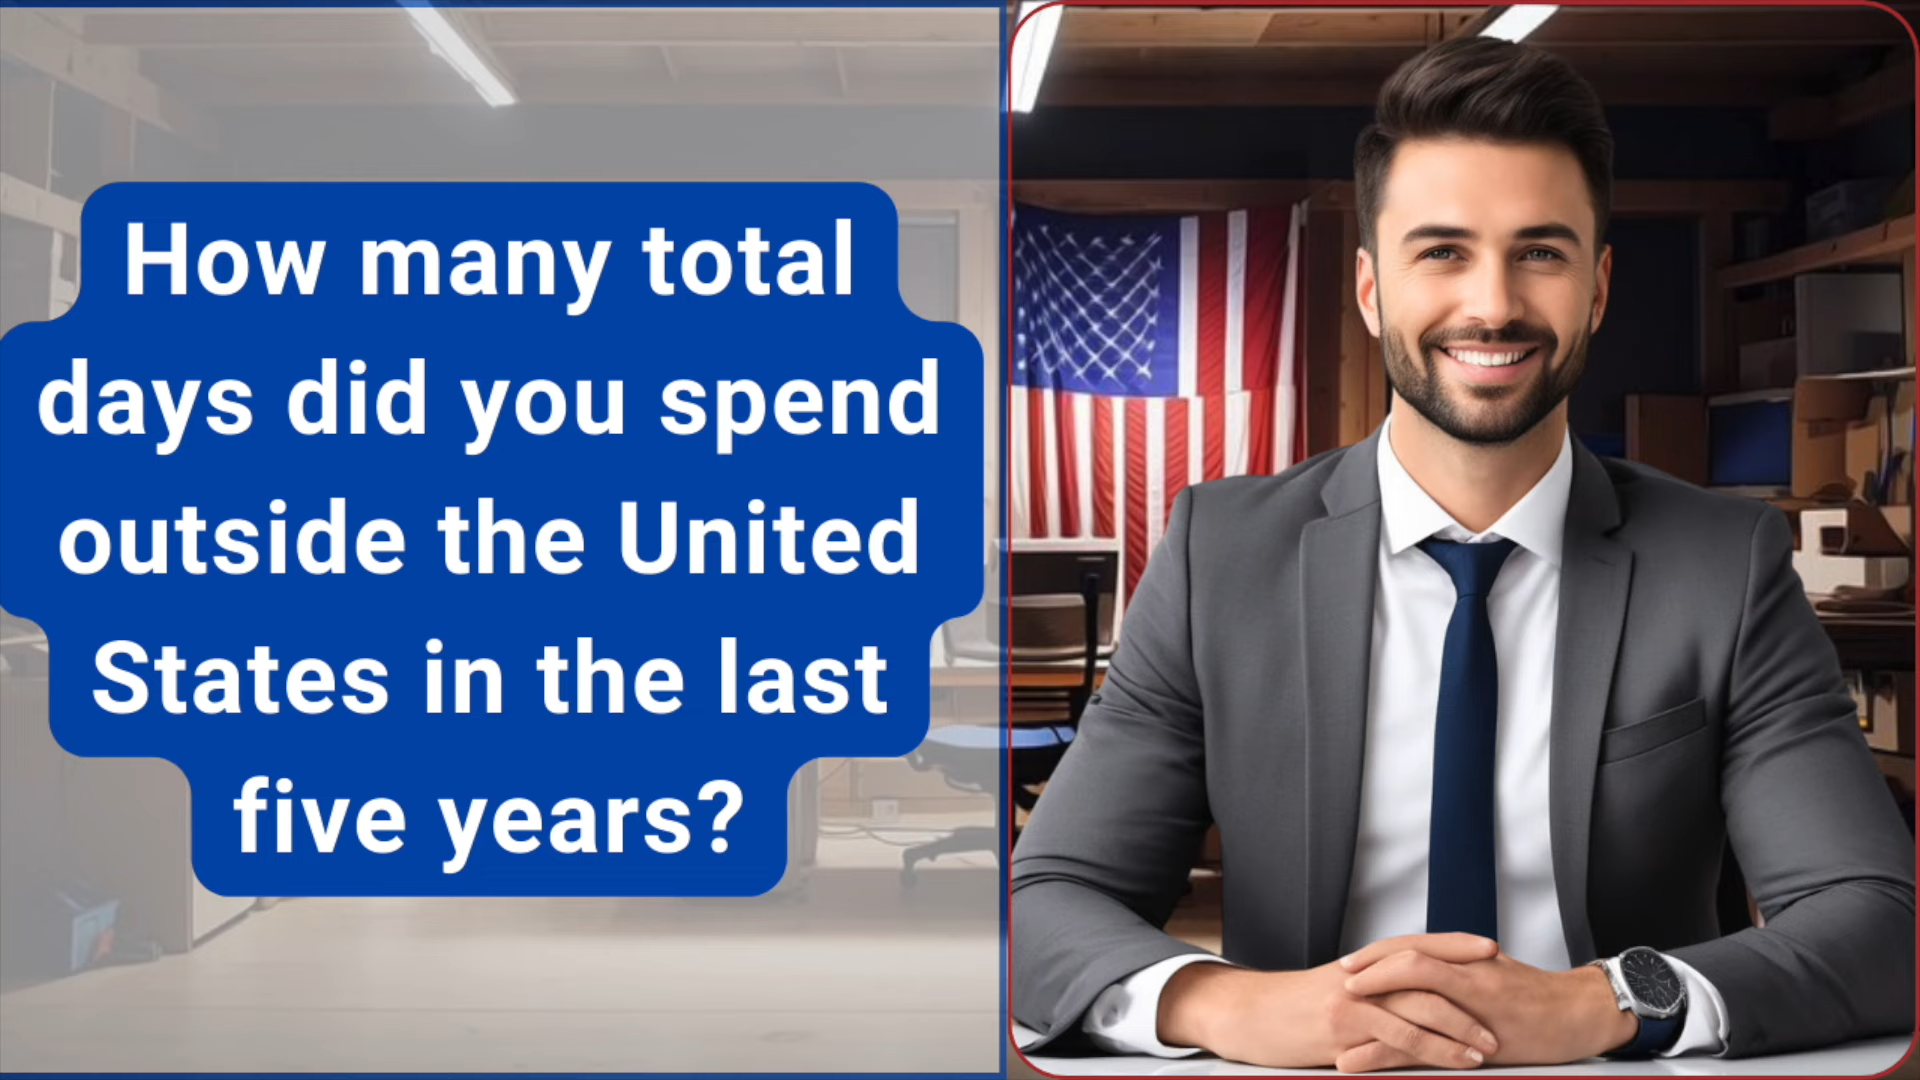 How many total
days did you spend
outside the United
States in the last
five years?